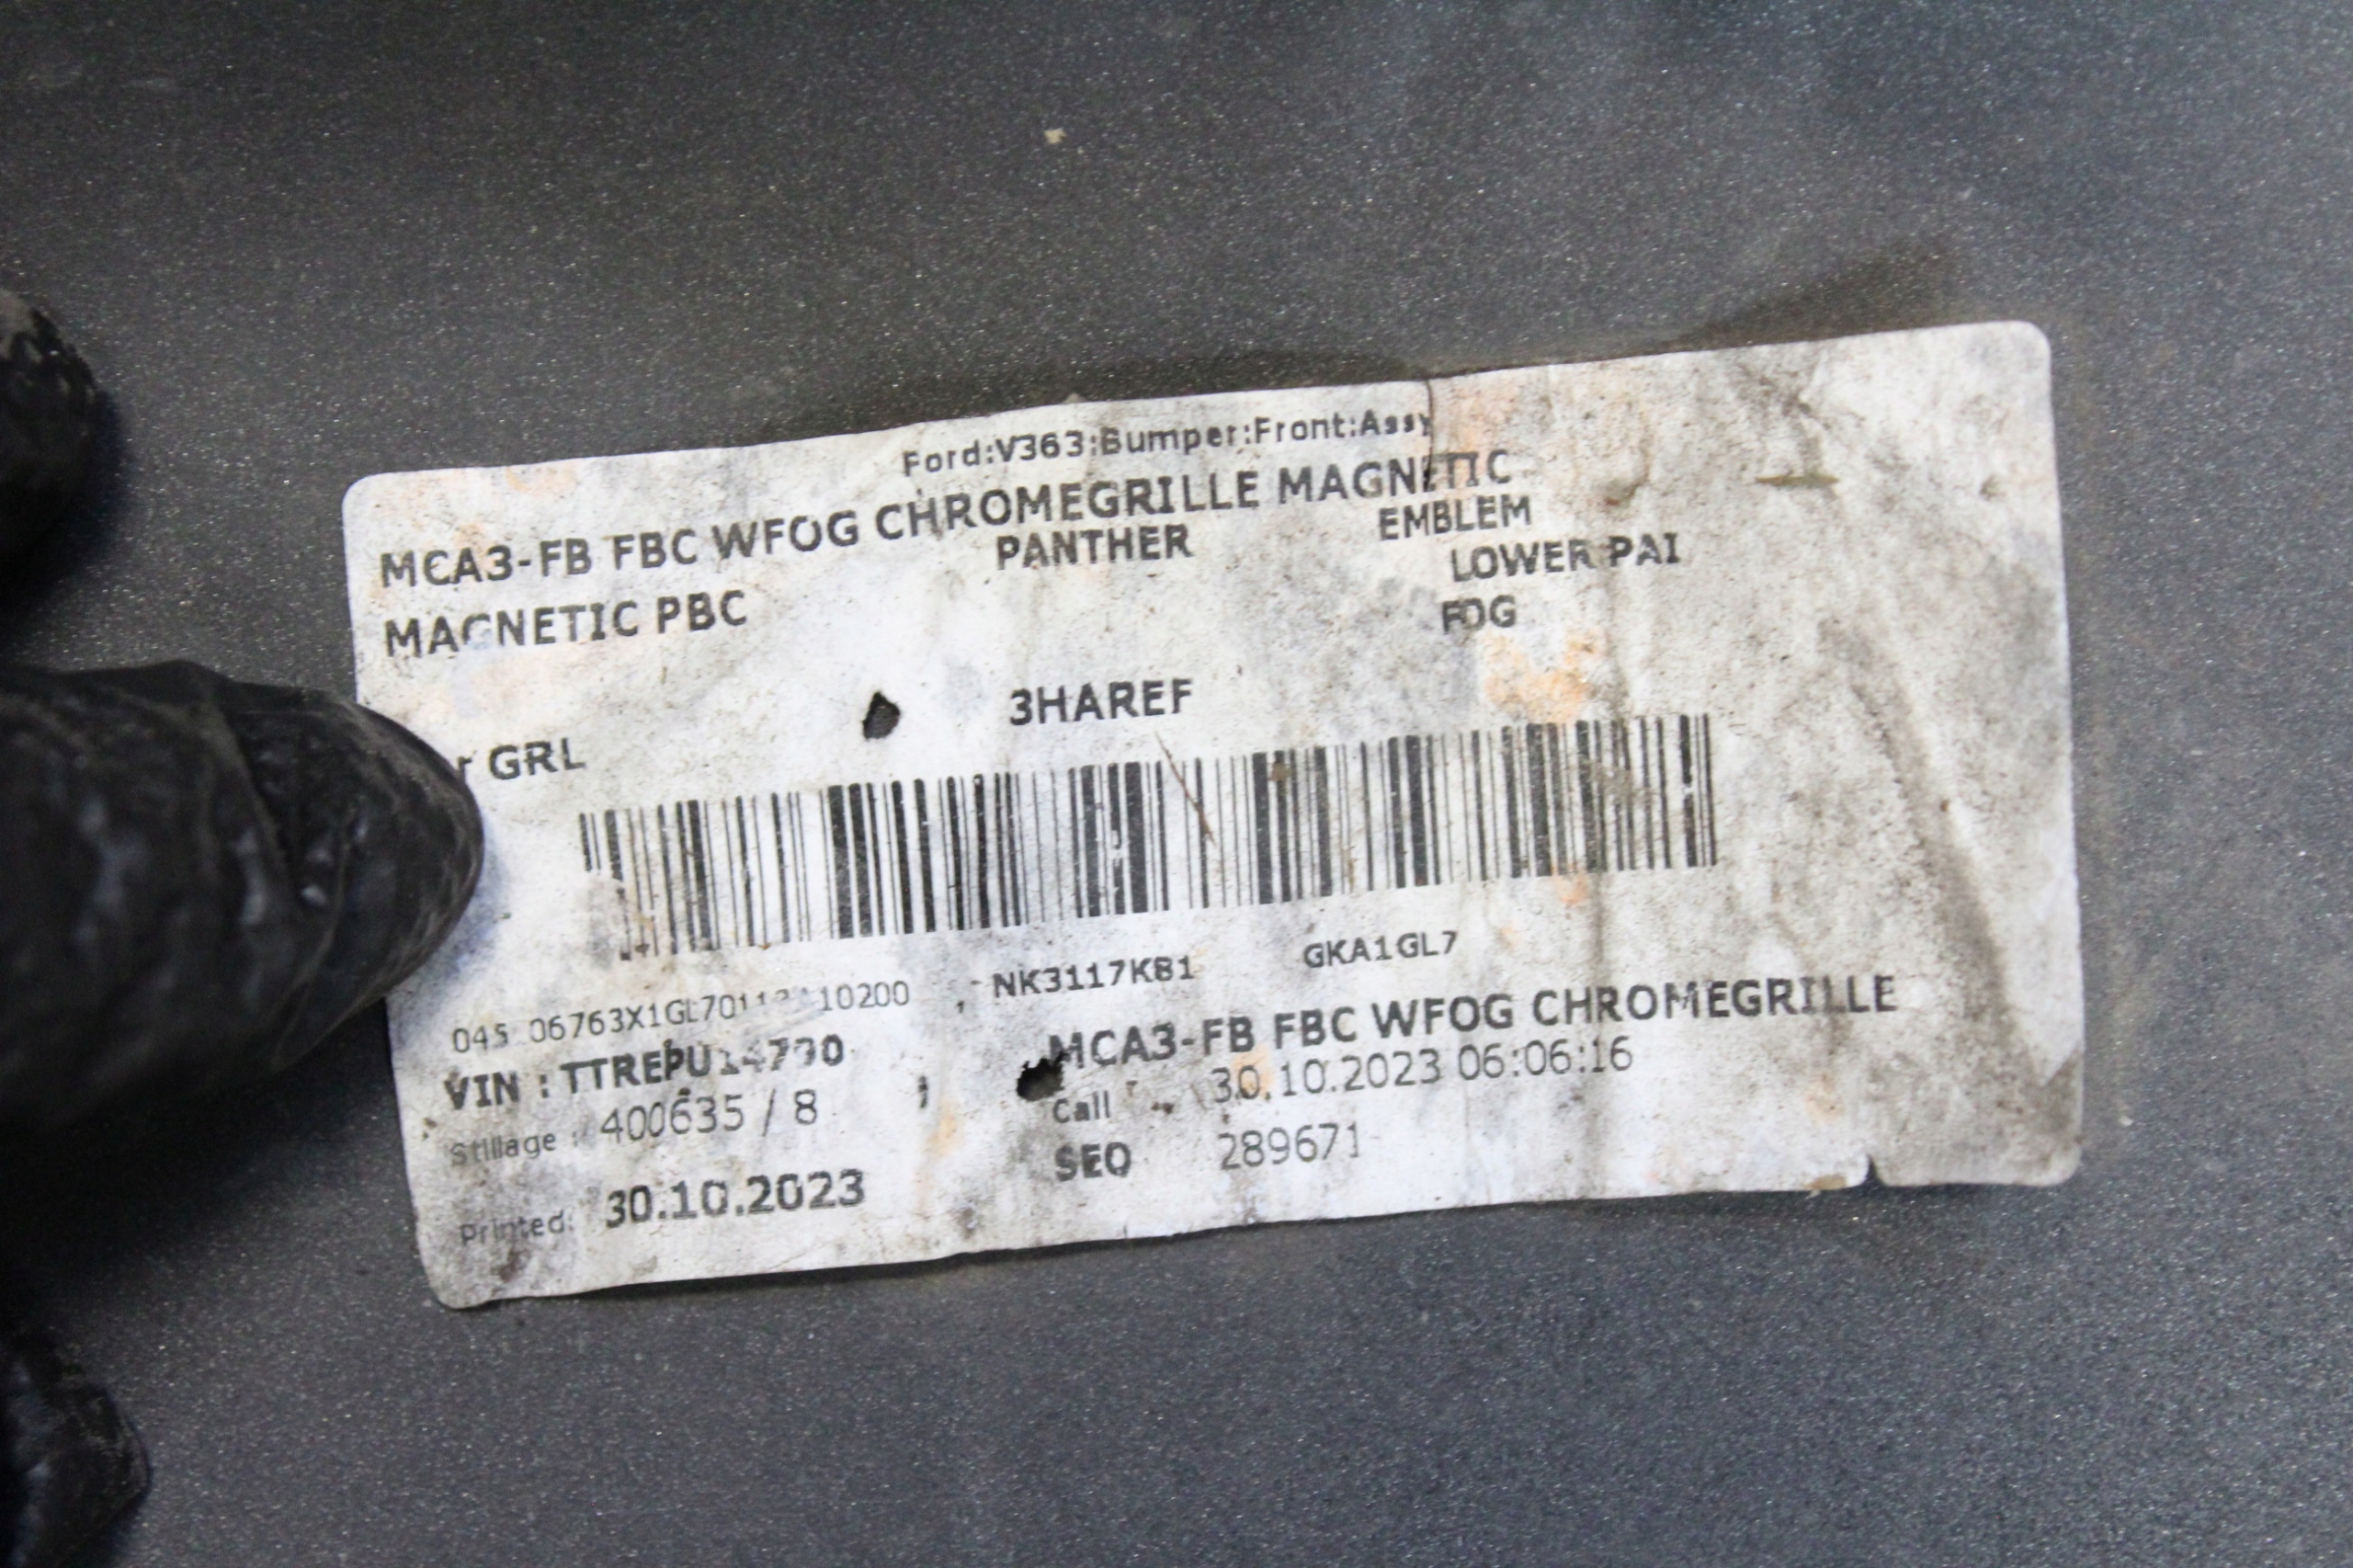 Ford:V363:Bumper:Front:Assy
MCA3-FB FBC WFOG CHROMEGRILLE MAGNETIC
PANTHER EMBLEM
MAGNETIC PBC LOWER PAI
FOG
GRL 3HAREF
NK3117KB1 GKA1GL7
VIN : MCA3-FB FBC WFOG CHROMEGRILLE
Stillage : 400635 / 8 Call 30.10.2023 06:06:16
SEQ 289671
Printed: 30.10.2023